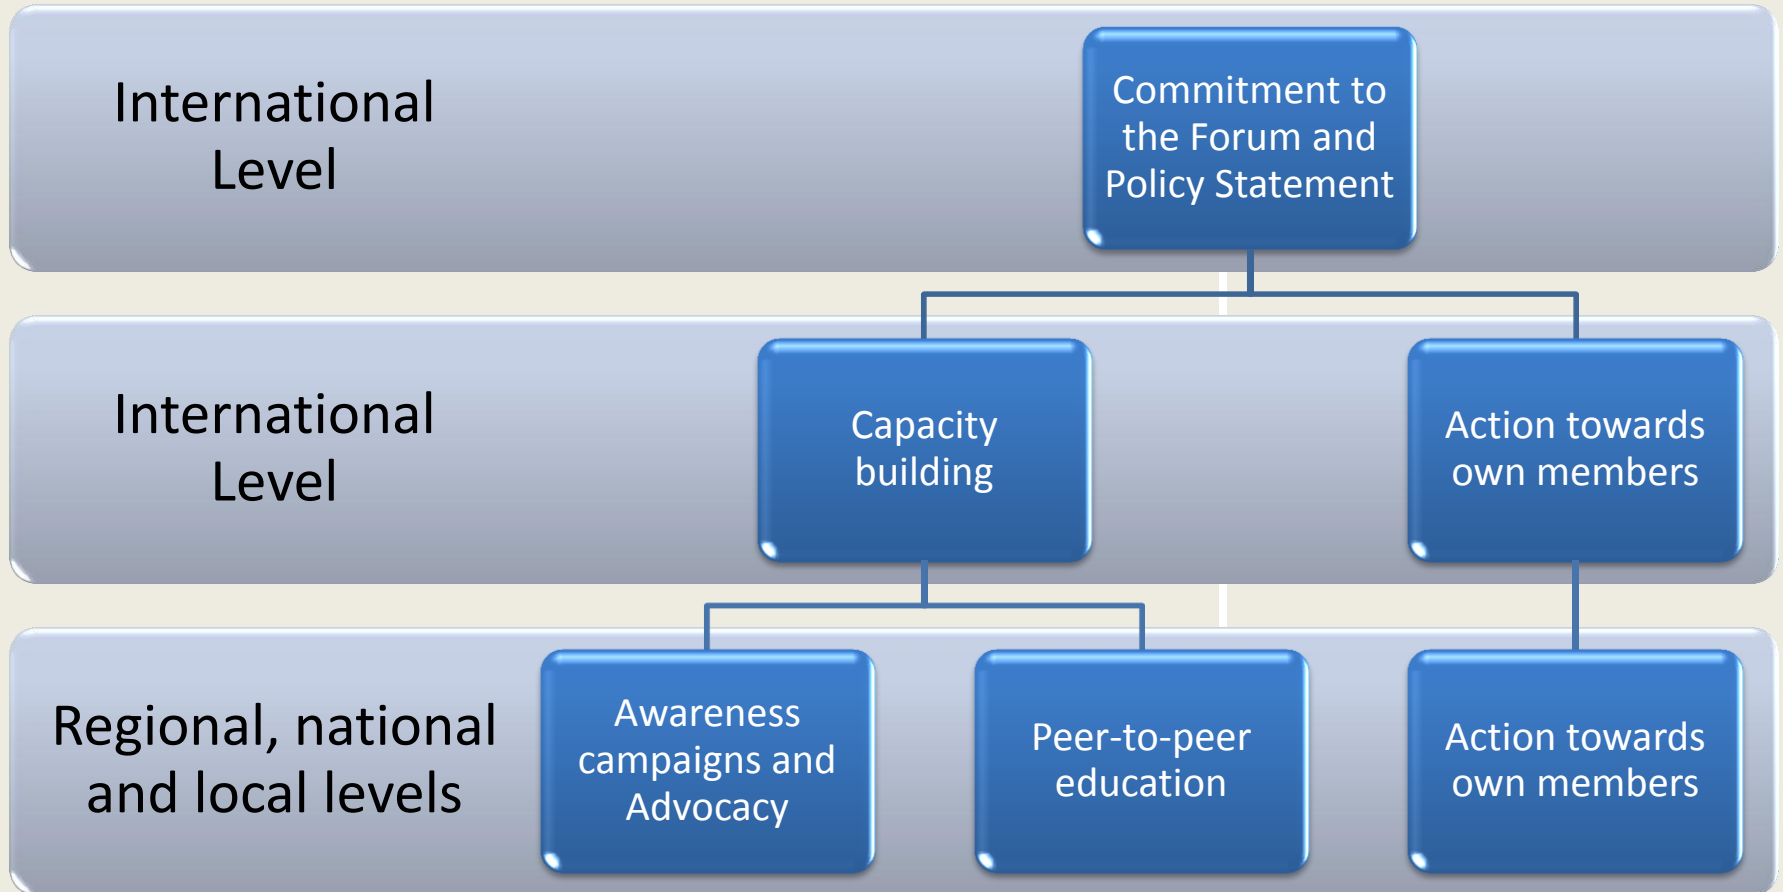 International
Level
Commitment to
the Forum and
Policy Statement
International
Level
Capacity
building
Action towards
own members
Regional, national
and local levels
Awareness
campaigns and
Advocacy
Peer-to-peer
education
Action towards
own members